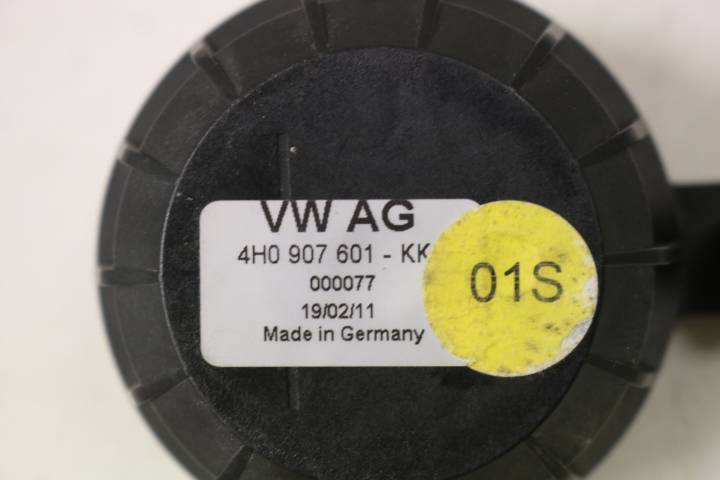 VW AG
4H0 907 601 - KK
000077
19/02/11
Made in Germany
01S